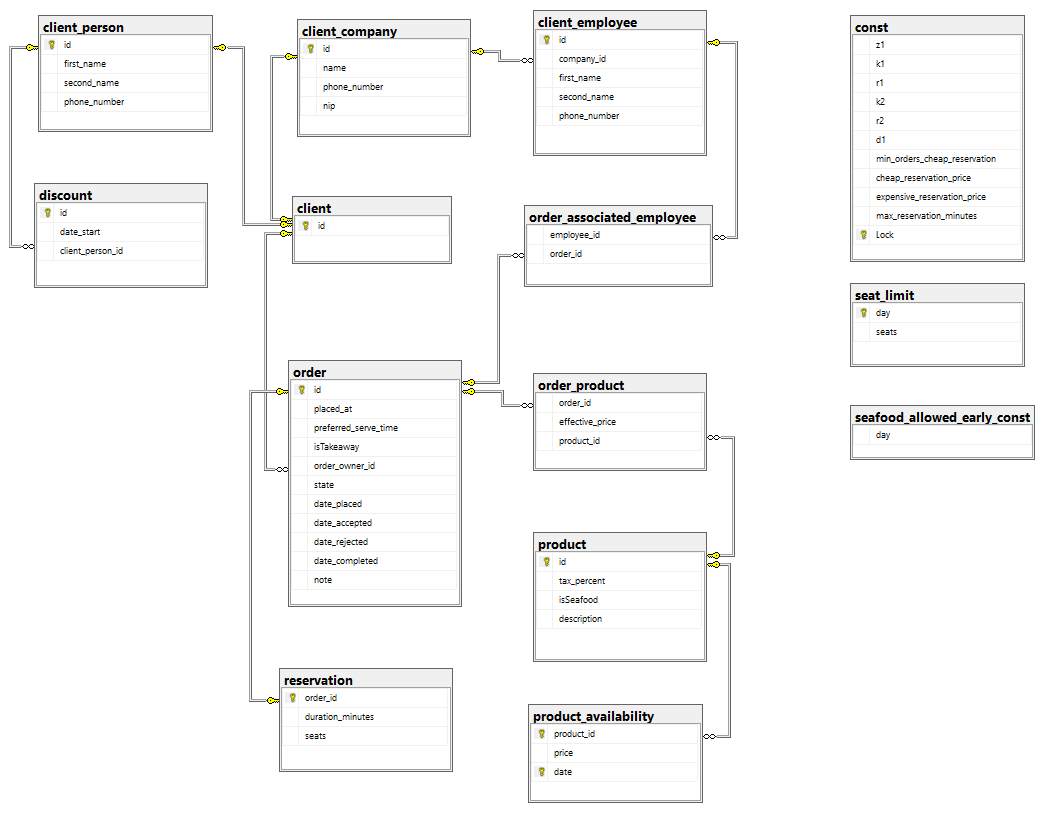 client_person
id
first_name
second_name
phone_number
client_company
id
name
phone_number
nip
client_employee
id
company_id
first_name
second_name
phone_number
const
z1
k1
r1
k2
r2
d1
min_orders_cheap_reservation
cheap_reservation_price
expensive_reservation_price
max_reservation_minutes
Lock
discount
id
date_start
client_person_id
client
id
order_associated_employee
employee_id
order_id
seat_limit
day
seats
order
id
placed_at
preferred_serve_time
isTakeaway
order_owner_id
state
date_placed
date_accepted
date_rejected
date_completed
note
order_product
order_id
effective_price
product_id
seafood_allowed_early_const
day
product
id
tax_percent
isSeafood
description
reservation
order_id
duration_minutes
seats
product_availability
product_id
price
date